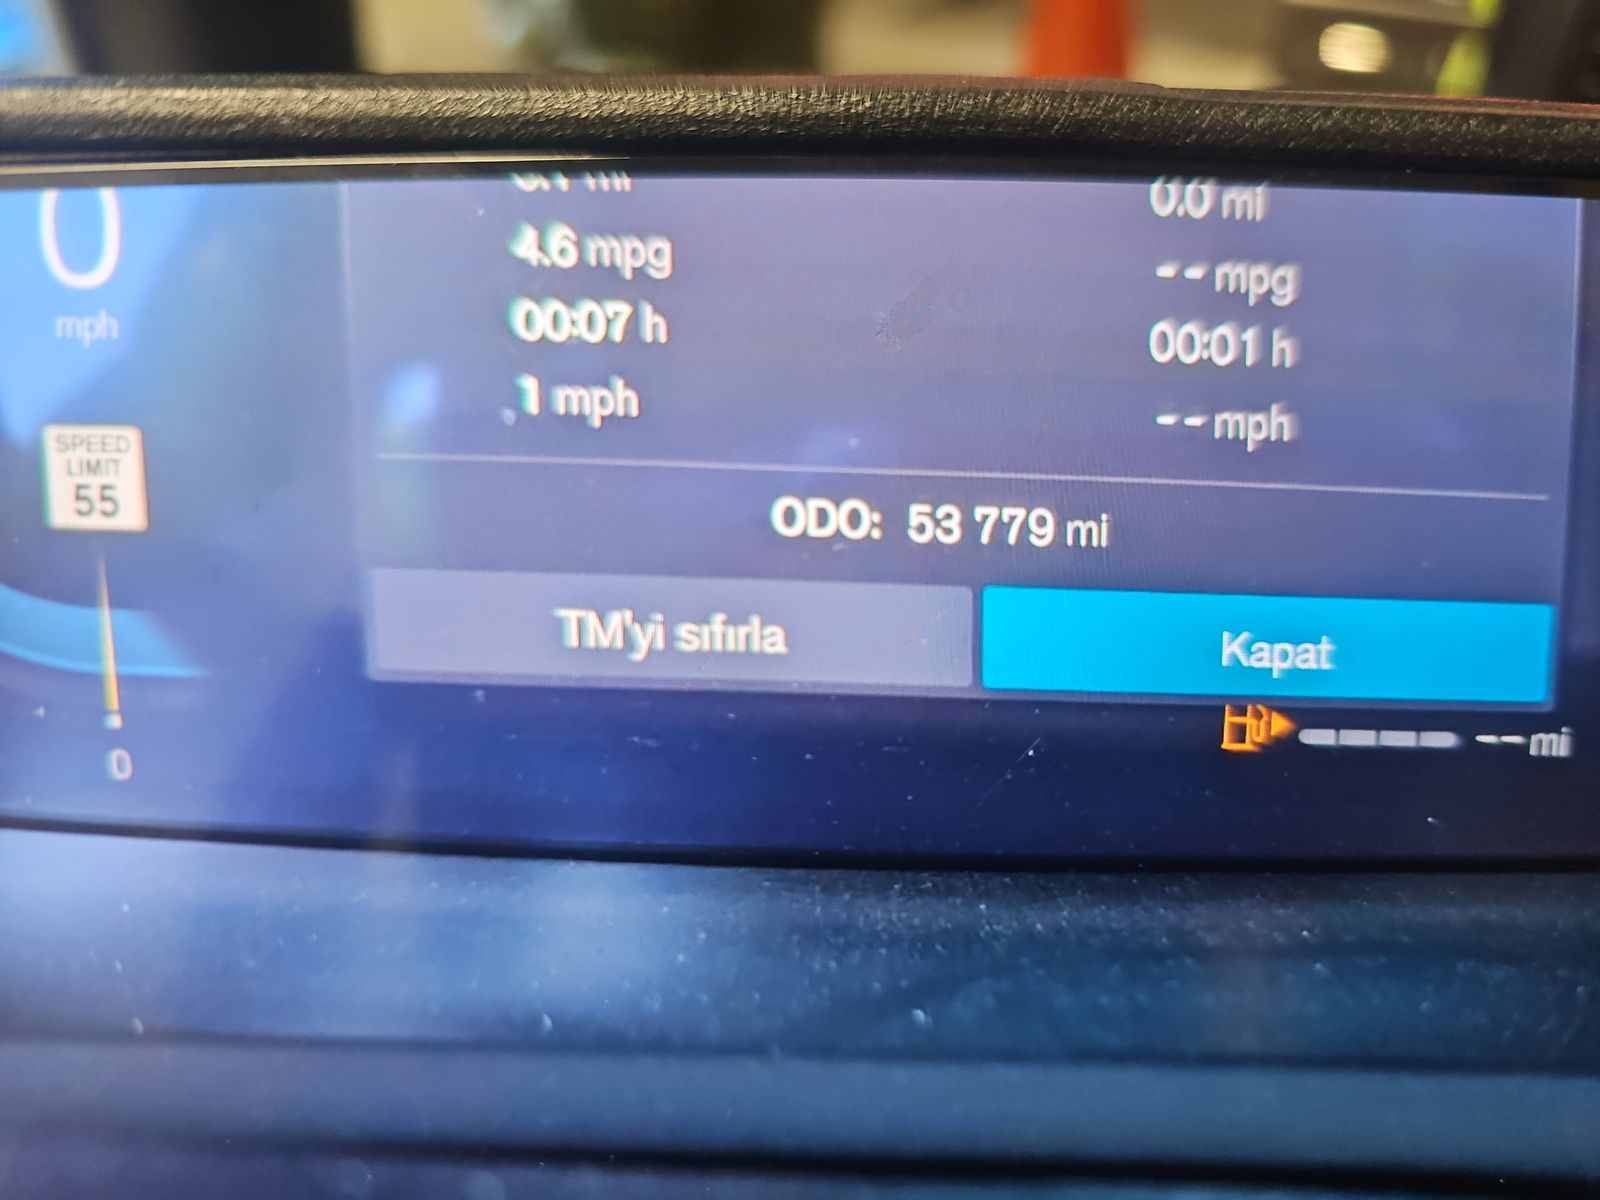 0
mph
SPEED
LIMIT
55
0
4.6 mpg
00:07 h
1 mph
0.0 mi
-- mpg
00:01 h
-- mph
ODO: 53 779 mi
TM'yi sıfırla
Kapat
-- mi